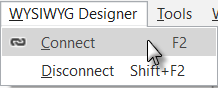 WYSIWYG Designer Tools W
Connect F2
Disconnect Shift+F2